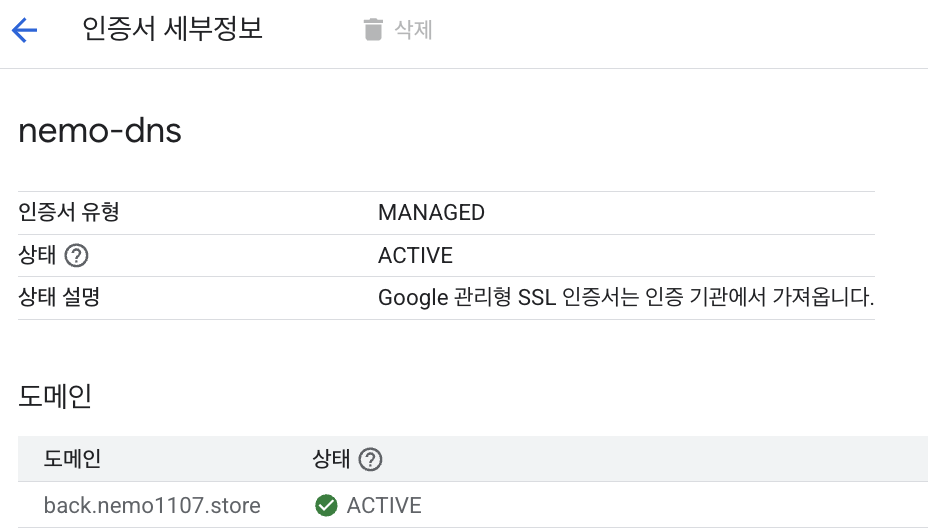 인증서 세부정보 삭제
nemo-dns
인증서 유형 MANAGED
상태 ? ACTIVE
상태 설명 Google 관리형 SSL 인증서는 인증 기관에서 가져옵니다.
도메인
도메인 상태 ?
back.nemo1107.store ACTIVE